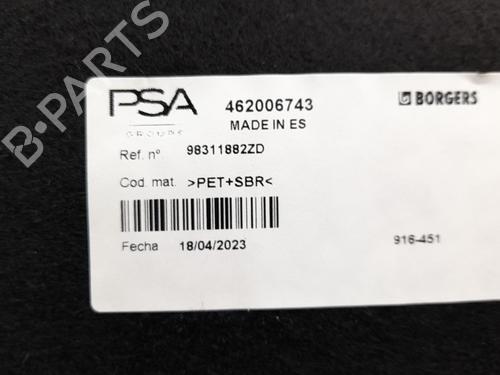 PSA 462006743 BORGERS
GROUPE MADE IN ES
Ref. nº 98311882ZD
Cod. mat. >PET+SBR<
Fecha 18/04/2023 916-451
B-PARTS